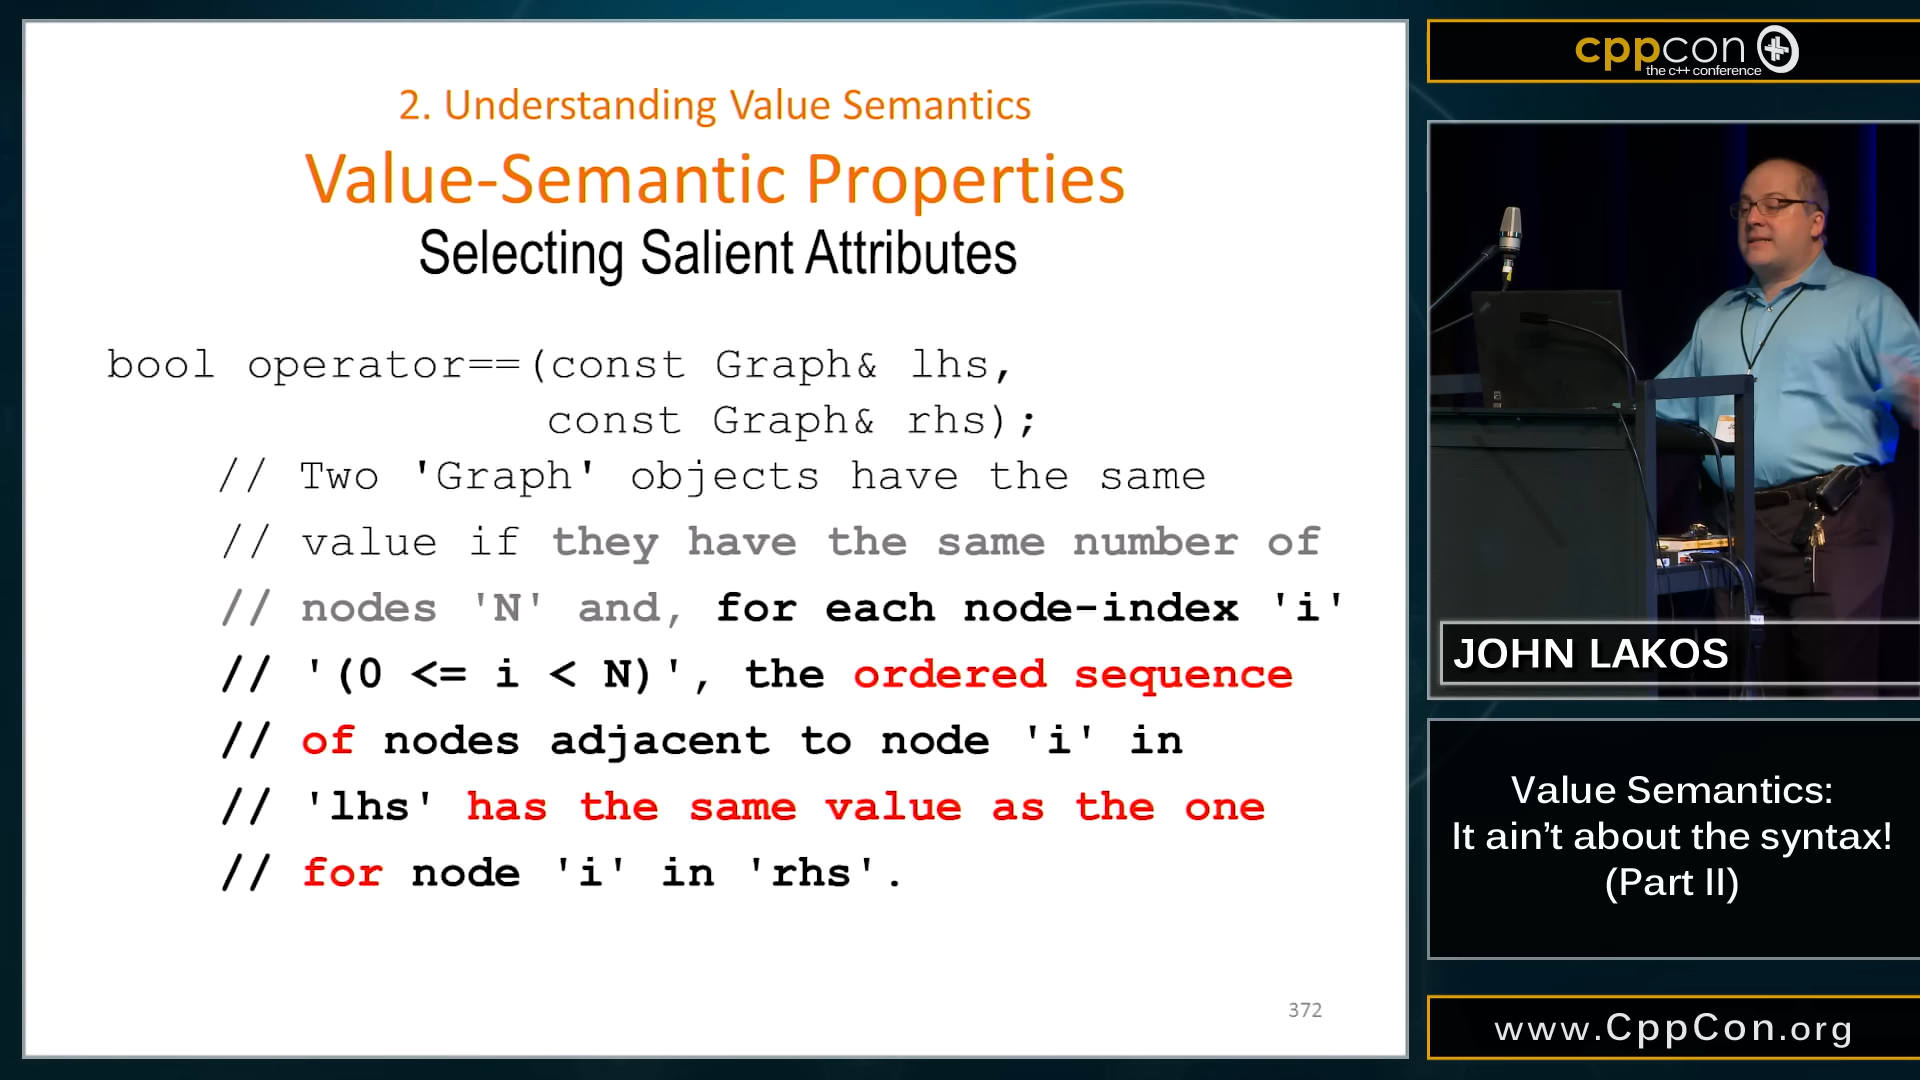 2. Understanding Value Semantics
Value-Semantic Properties
Selecting Salient Attributes
bool operator==(const Graph& lhs,
const Graph& rhs);
// Two 'Graph' objects have the same
// value if they have the same number of
// nodes 'N' and, for each node-index 'i'
// '(0 <= i < N)', the ordered sequence
// of nodes adjacent to node 'i' in
// 'lhs' has the same value as the one
// for node 'i' in 'rhs'.
372
cppcon
the c++ conference
JOHN LAKOS
Value Semantics:
It ain't about the syntax!
(Part II)
www.CppCon.org